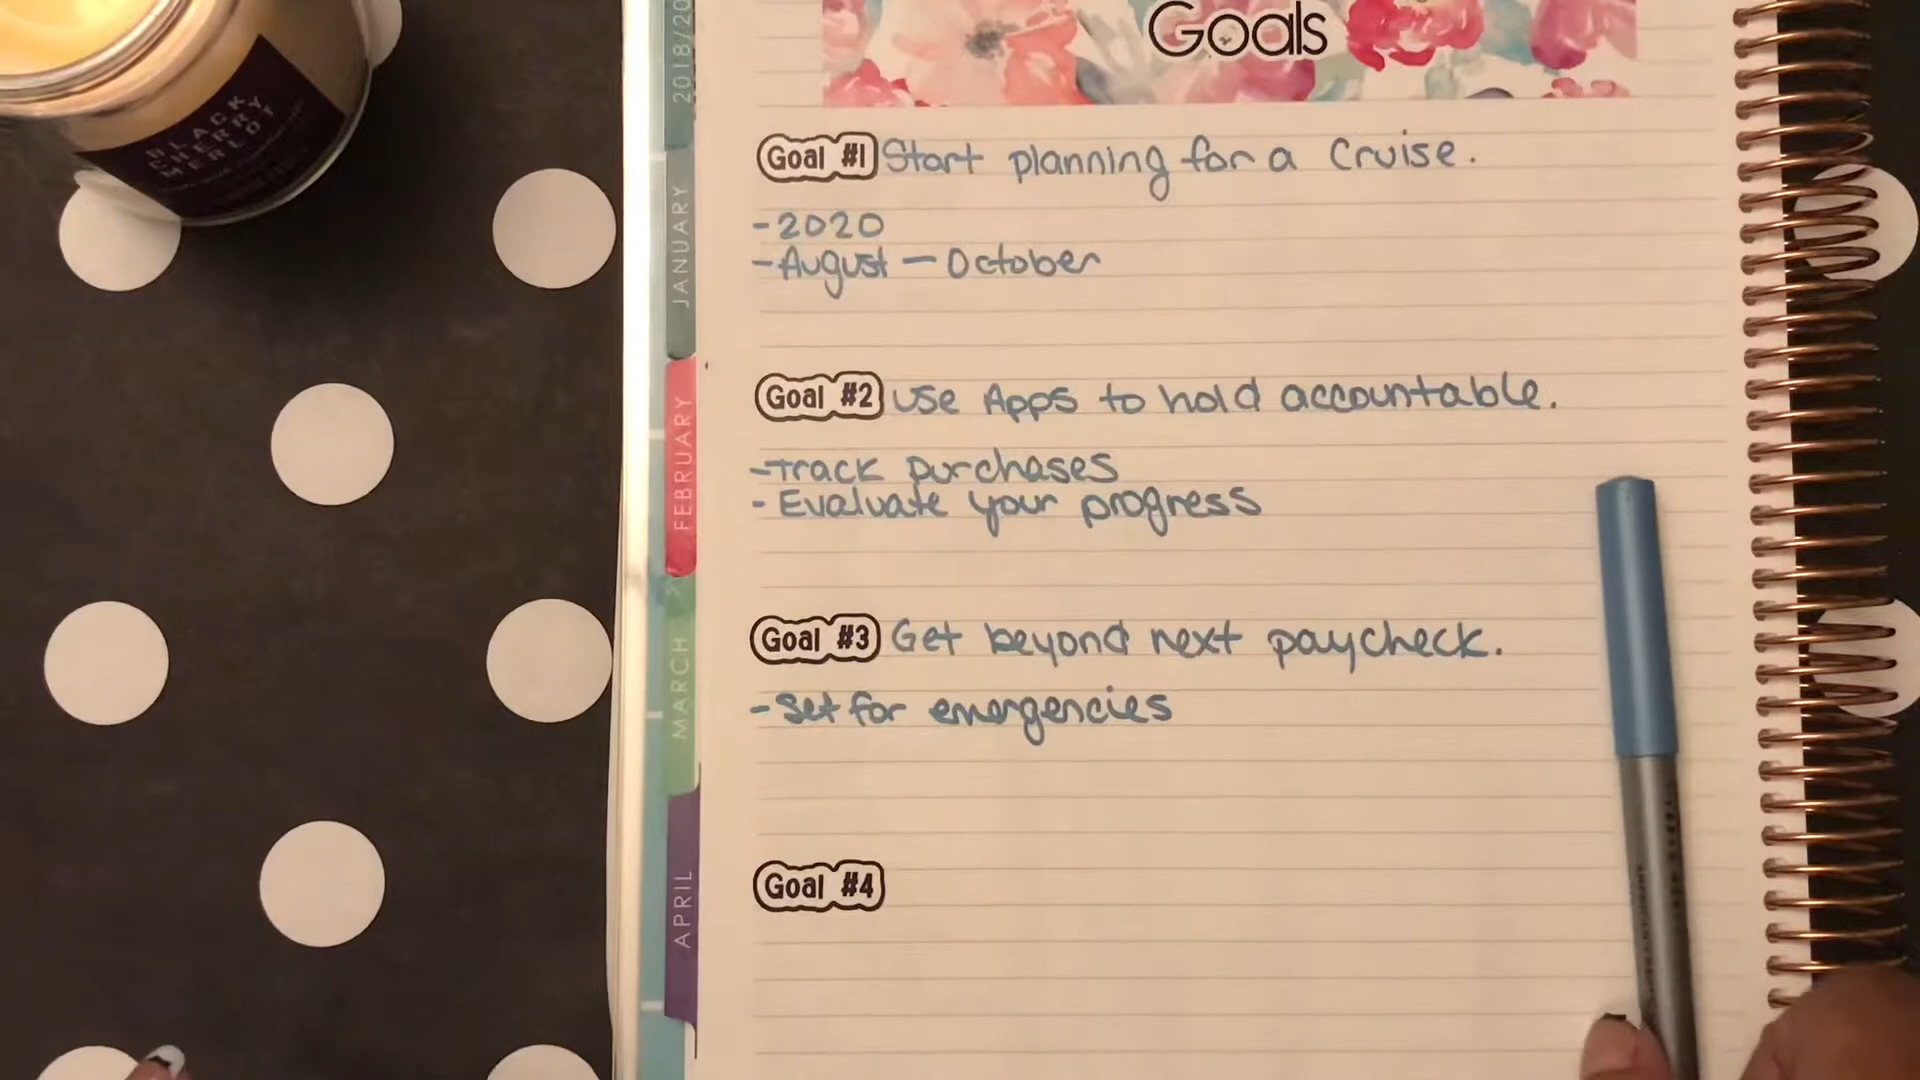 Goals
Goal #1 Start planning for a Cruise.
-2020
-August - October
Goal #2 Use Apps to hold accountable.
-Track purchases
- Evaluate your progress
Goal #3 Get beyond next paycheck.
-Set for emergencies
Goal #4
2018/20
JANUARY
FEBRUARY
MARCH
APRIL
BLACK
CHERRY
MERLOT